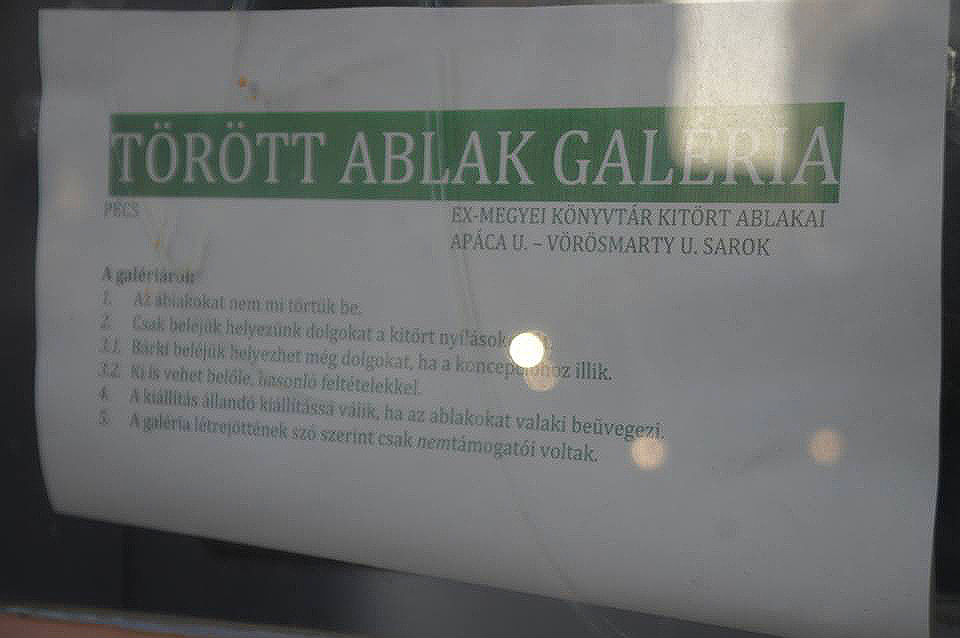 TÖRÖTT ABLAK GALÉRIA
PÉCS
EX-MEGYEI KÖNYVTÁR KITÖRT ABLAKAI
APÁCA U. – VÖRÖSMARTY U. SAROK
A galériáról:
1. Az ablakokat nem mi törtük be.
2. Csak beléjük helyezünk dolgokat a kitört nyílások
3.1. Bárki beléjük helyezhet még dolgokat, ha a koncepcióhoz illik.
3.2. Ki is vehet belőle, hasonló feltételekkel.
4. A kiállítás állandó kiállítássá válik, ha az ablakokat valaki beüvegezi.
5. A galéria létrejöttének szó szerint csak nemtámogatói voltak.